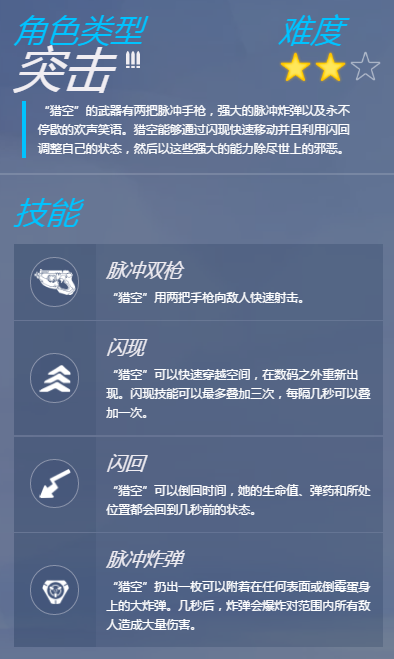 角色类型 难度
突击
“猎空”的武器有两把脉冲手枪，强大的脉冲炸弹以及永不
停歇的欢声笑语。猎空能够通过闪现快速移动并且利用闪回
调整自己的状态，然后以这些强大的能力除尽世上的邪恶。
技能
脉冲双枪
“猎空”用两把手枪向敌人快速射击。
闪现
“猎空”可以快速穿越空间，在数码之外重新出
现。闪现技能可以最多叠加三次，每隔几秒可以叠
加一次。
闪回
“猎空”可以倒回时间，她的生命值、弹药和所处
位置都会回到几秒前的状态。
脉冲炸弹
“猎空”扔出一枚可以附着在任何表面或倒霉蛋身
上的大炸弹。几秒后，炸弹会爆炸对范围内所有敌
人造成大量伤害。